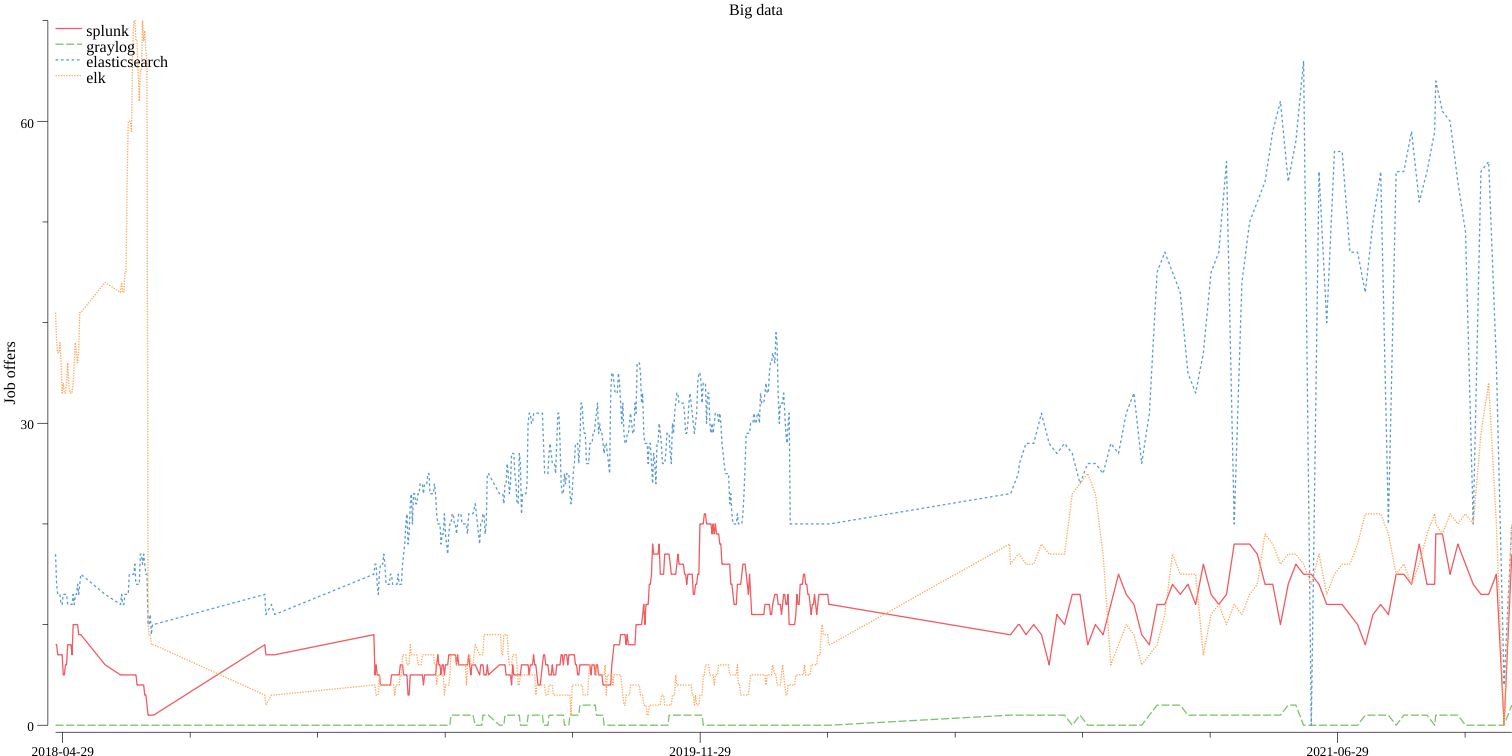 Big data
splunk
graylog
elasticsearch
elk
60
30
0
Job offers
2018-04-29
2019-11-29
2021-06-29